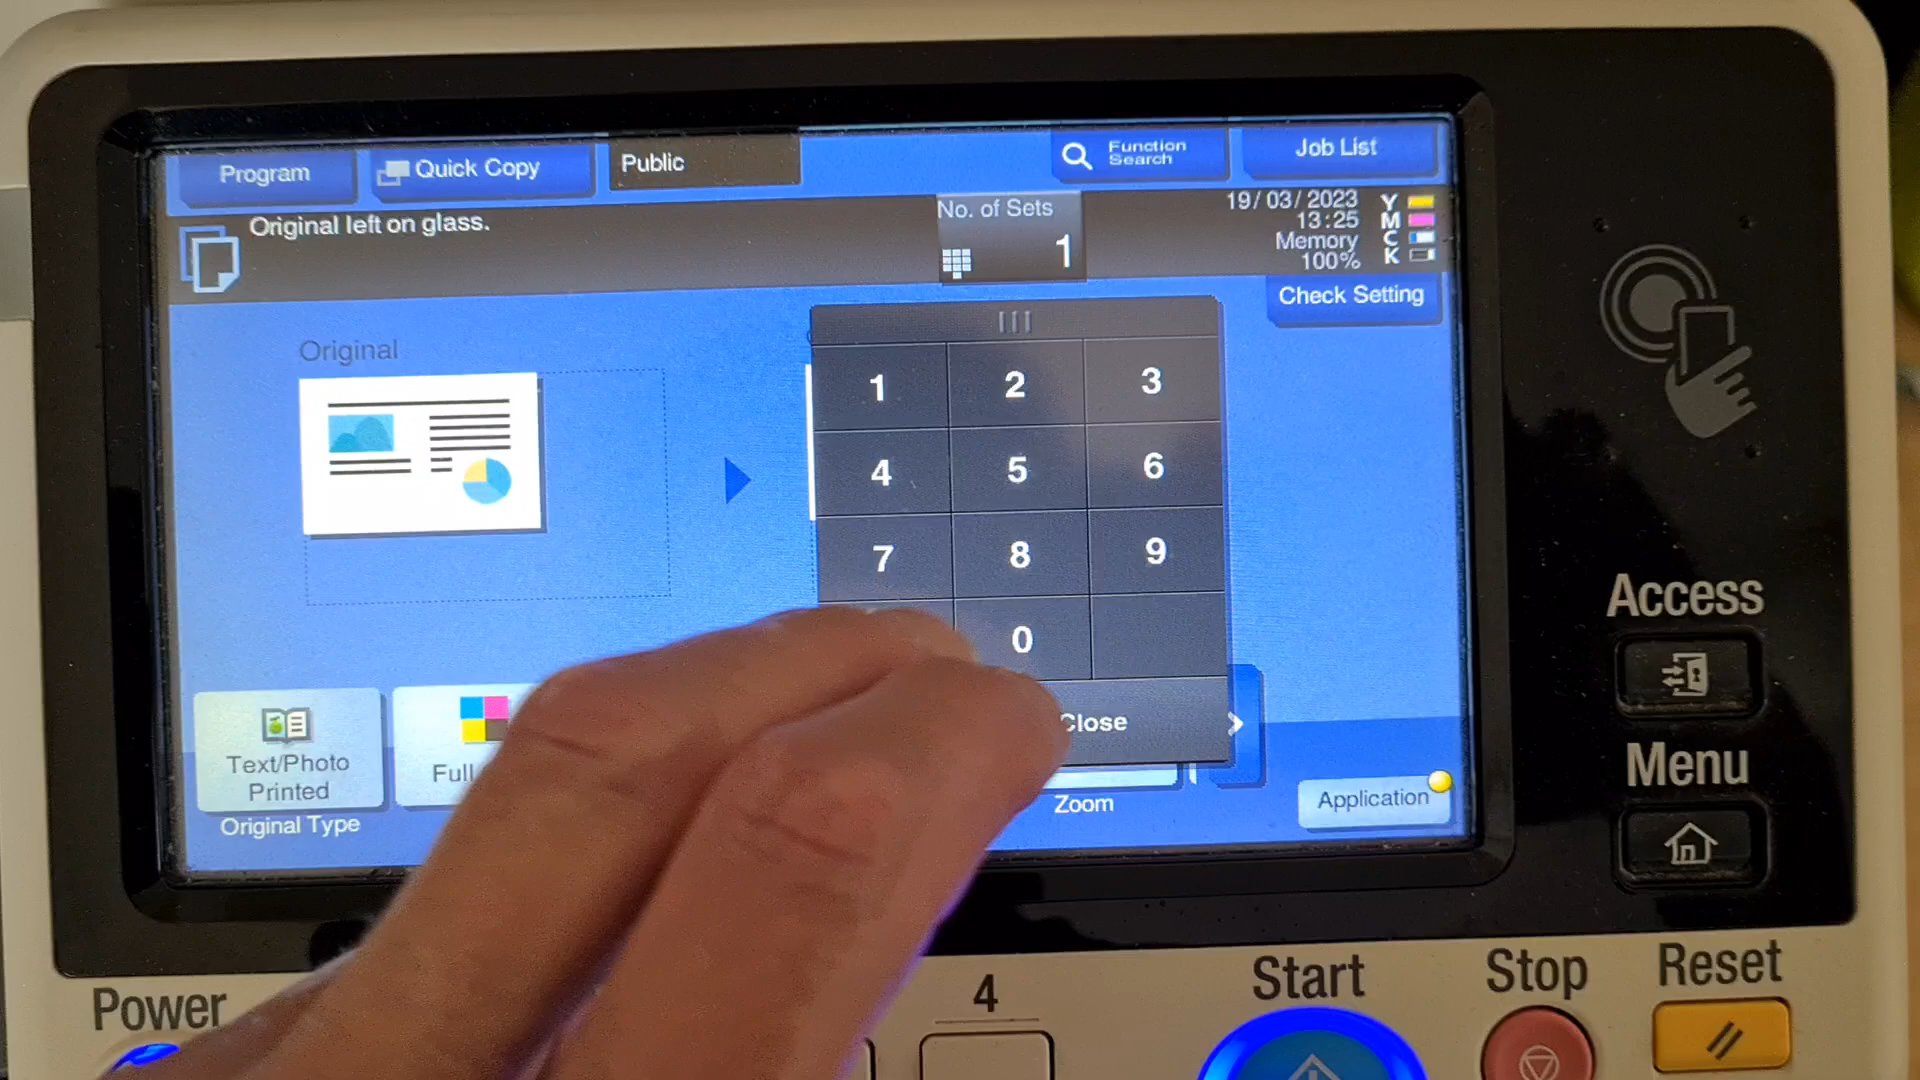 Program
Quick Copy
Public
Function
Search
Job List
Original left on glass.
No. of Sets
1
19/03/2023
13:25
Memory
100%
Y
M
C
K
Check Setting
Original
1 2 3
4 5 6
7 8 9
0
Close
Text/Photo
Printed
Full
Original Type
Zoom
Application
Access
Menu
Power
4
Start
Stop
Reset